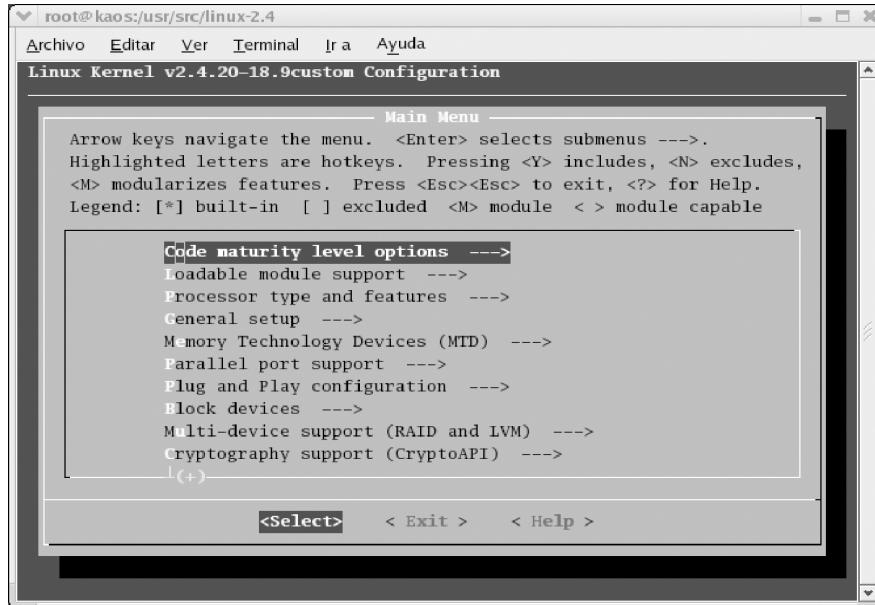 root@kaos:/usr/src/linux-2.4
Archivo Editar Ver Terminal Ir a Ayuda
Linux Kernel v2.4.20-18.9custom Configuration
Main Menu
Arrow keys navigate the menu. <Enter> selects submenus --->.
Highlighted letters are hotkeys. Pressing <Y> includes, <N> excludes,
<M> modularizes features. Press <Esc><Esc> to exit, <?> for Help.
Legend: [*] built-in [ ] excluded <M> module < > module capable
Code maturity level options --->
Loadable module support --->
Processor type and features --->
General setup --->
Memory Technology Devices (MTD) --->
Parallel port support --->
Plug and Play configuration --->
Block devices --->
Multi-device support (RAID and LVM) --->
Cryptography support (CryptoAPI) --->
└(+)
<Select> < Exit > < Help >